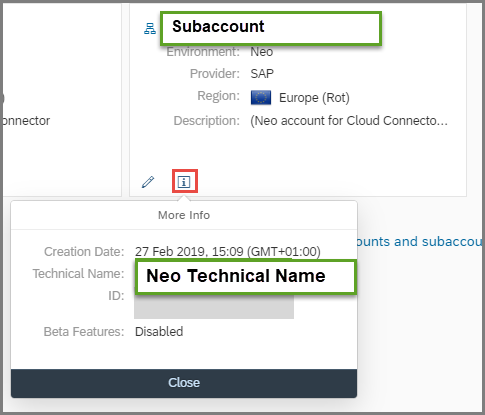 Subaccount
Environment: Neo
Provider: SAP
Region: Europe (Rot)
Description: (Neo account for Cloud Connecto...
)
onnector
More Info
Creation Date: 27 Feb 2019, 15:09 (GMT+01:00)
ounts and subaccou
Technical Name: Neo Technical Name
ID:
Beta Features: Disabled
Close